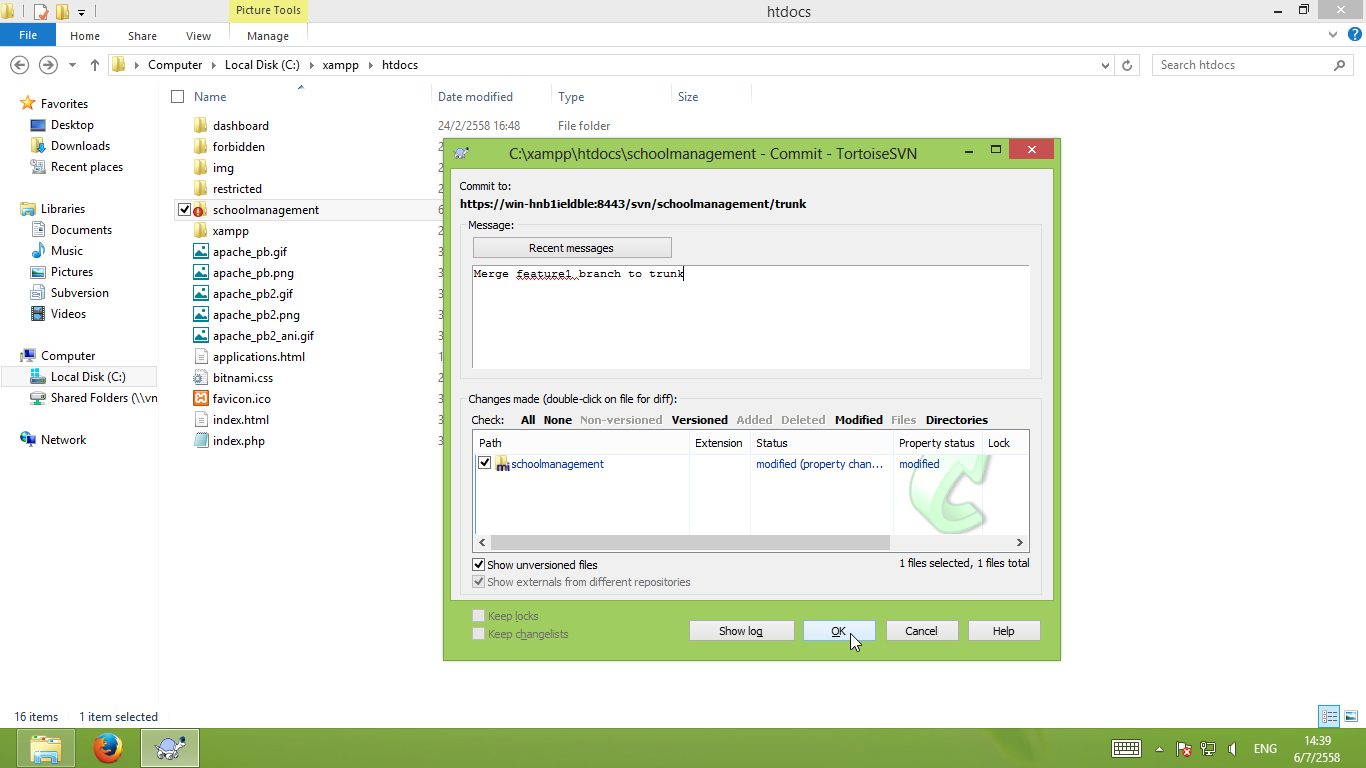 Picture Tools
htdocs
File Home Share View Manage
Computer Local Disk (C:) xampp htdocs
Search htdocs
Favorites
Desktop
Downloads
Recent places
Libraries
Documents
Music
Pictures
Subversion
Videos
Computer
Local Disk (C:)
Shared Folders (\\vn
Network
Name Date modified Type Size
dashboard 24/2/2558 16:48 File folder
forbidden
img
restricted
schoolmanagement
xampp
apache_pb.gif
apache_pb.png
apache_pb2.gif
apache_pb2.png
apache_pb2_ani.gif
applications.html
bitnami.css
favicon.ico
index.html
index.php
C:\xampp\htdocs\schoolmanagement - Commit - TortoiseSVN
Commit to:
https://win-hnb1ieldble:8443/svn/schoolmanagement/trunk
Message:
Recent messages
Merge feature1 branch to trunk
Changes made (double-click on file for diff):
Check: All None Non-versioned Versioned Added Deleted Modified Files Directories
Path Extension Status Property status Lock
schoolmanagement modified (property chan... modified
Show unversioned files
1 files selected, 1 files total
Show externals from different repositories
Keep locks
Keep changelists
Show log OK Cancel Help
16 items 1 item selected
ENG
14:39
6/7/2558